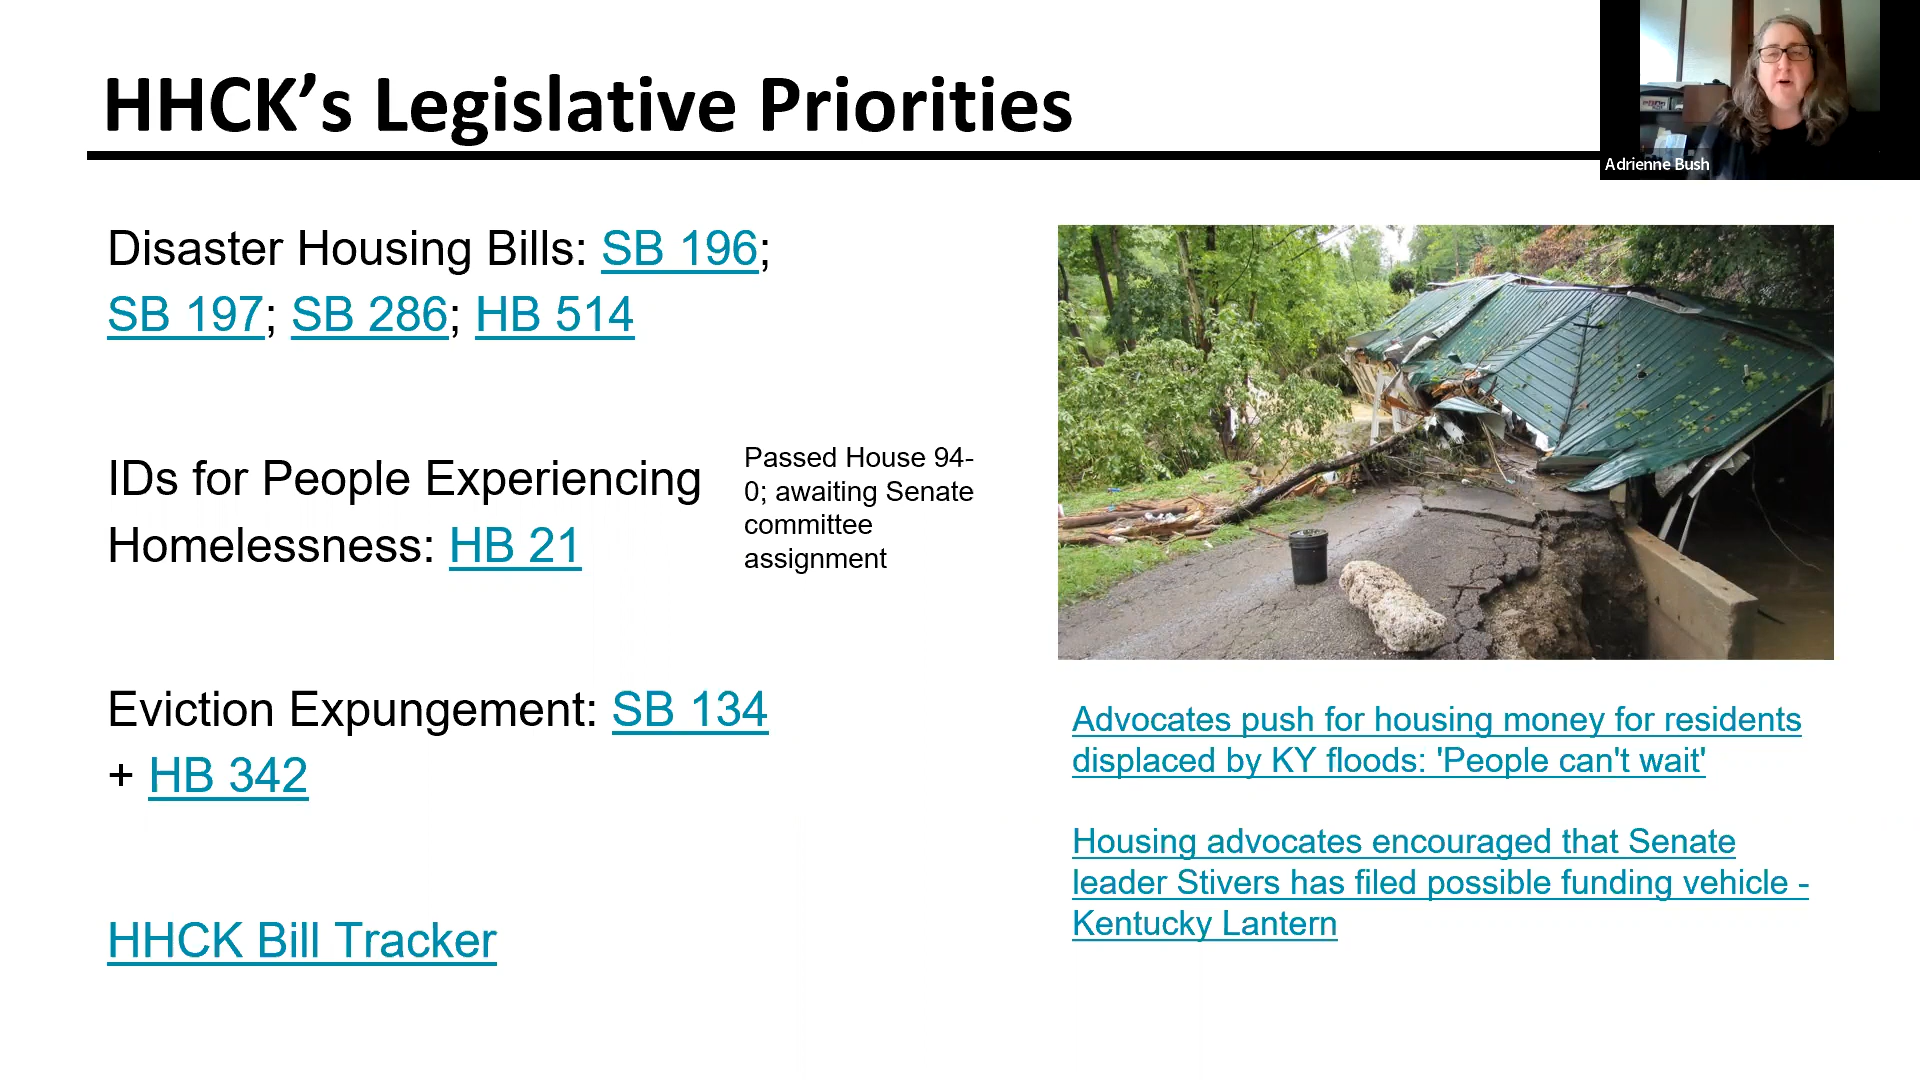 HHCK’s Legislative Priorities
Adrienne Bush
Disaster Housing Bills: SB 196;
SB 197; SB 286; HB 514
IDs for People Experiencing
Homelessness: HB 21
Passed House 94-
0; awaiting Senate
committee
assignment
Eviction Expungement: SB 134
+ HB 342
HHCK Bill Tracker
Advocates push for housing money for residents
displaced by KY floods: 'People can't wait'
Housing advocates encouraged that Senate
leader Stivers has filed possible funding vehicle -
Kentucky Lantern